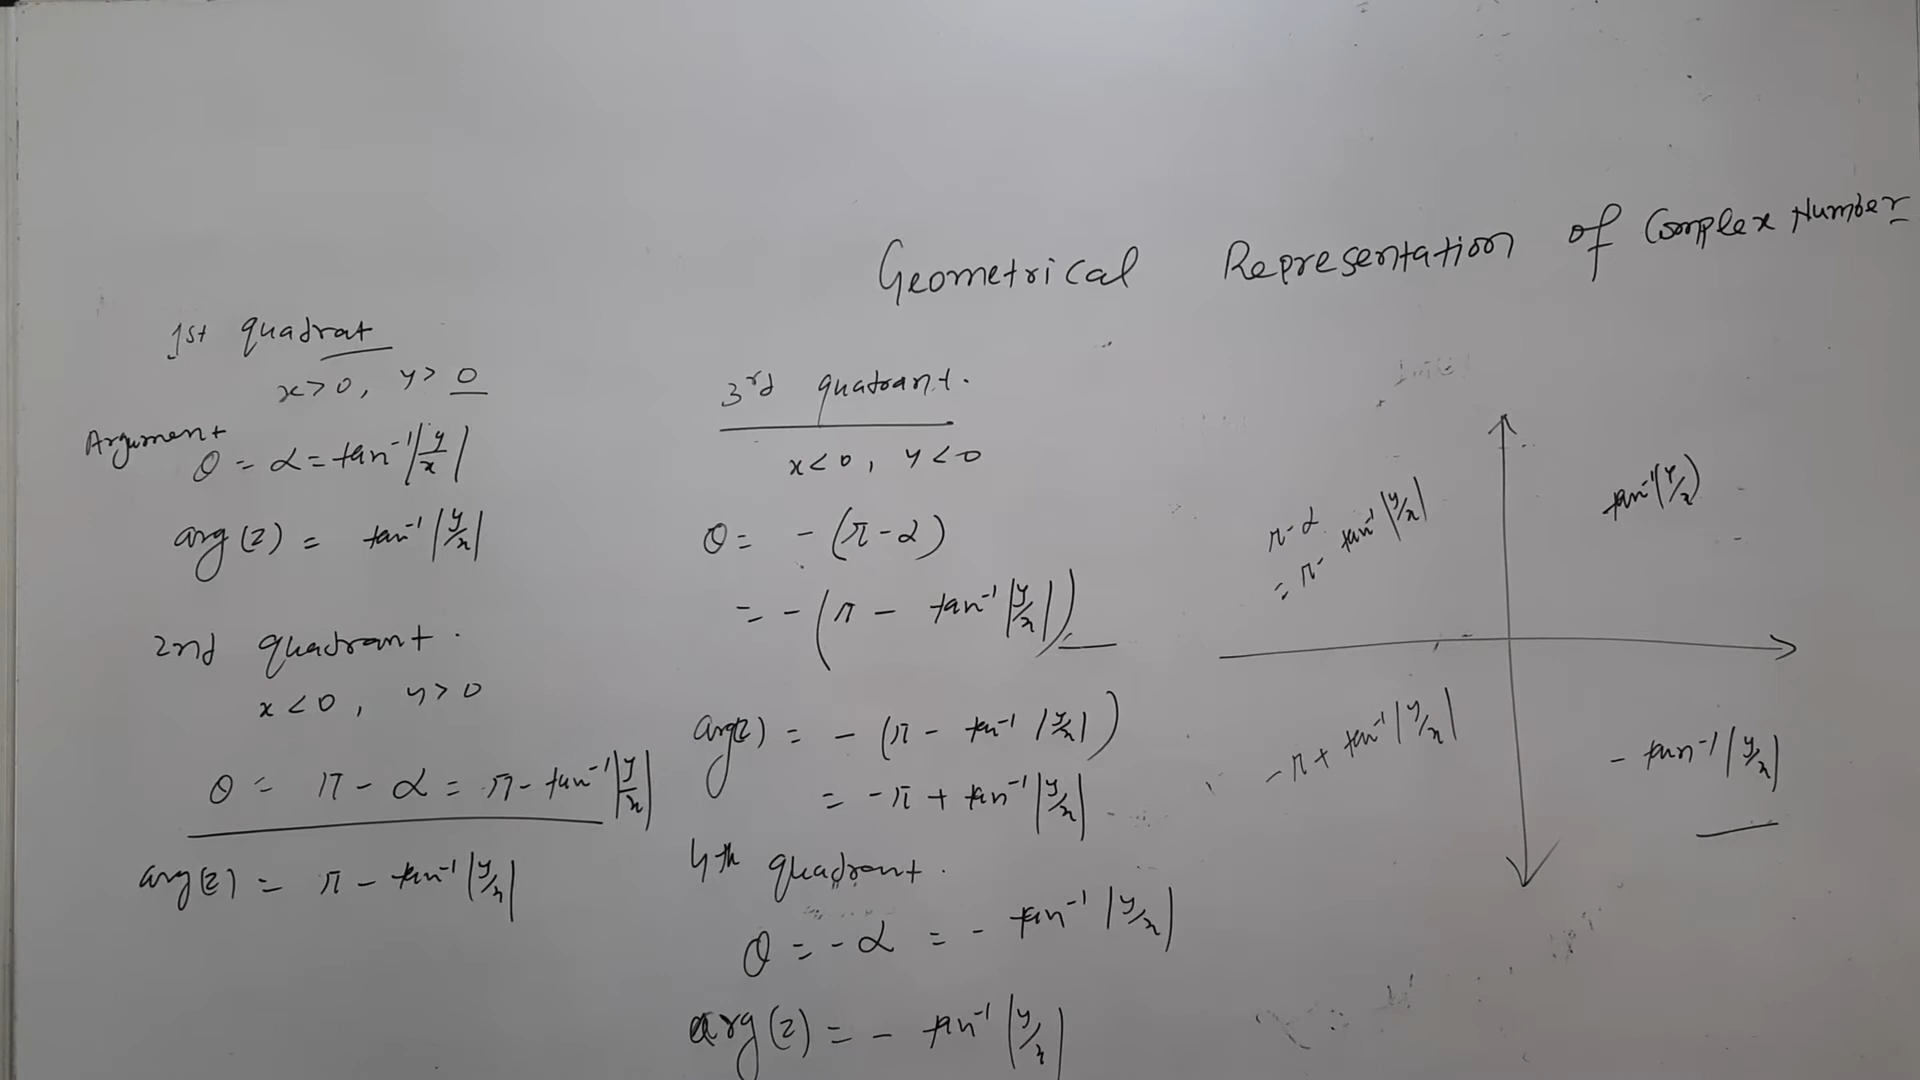 Geometrical Representation of Complex Number
1st quadrat
x>0, y>0
Argument
θ = α = tan⁻¹|y/x|
arg(z) = tan⁻¹|y/x|
2nd quadrant.
x<0, y>0
θ = π - α = π - tan⁻¹|y/x|
arg(z) = π - tan⁻¹|y/x|
3rd quatrant.
x<0, y<0
θ = -(π-α)
= -(π - tan⁻¹|y/x|)
arg(z) = -(π - tan⁻¹|y/x|)
= -π + tan⁻¹|y/x|
4th quadrant.
θ = -α = - tan⁻¹|y/x|
arg(z) = - tan⁻¹|y/x|
π-α
= π- tan⁻¹|y/x|
tan⁻¹(y/x)
-π + tan⁻¹|y/x|
- tan⁻¹|y/x|